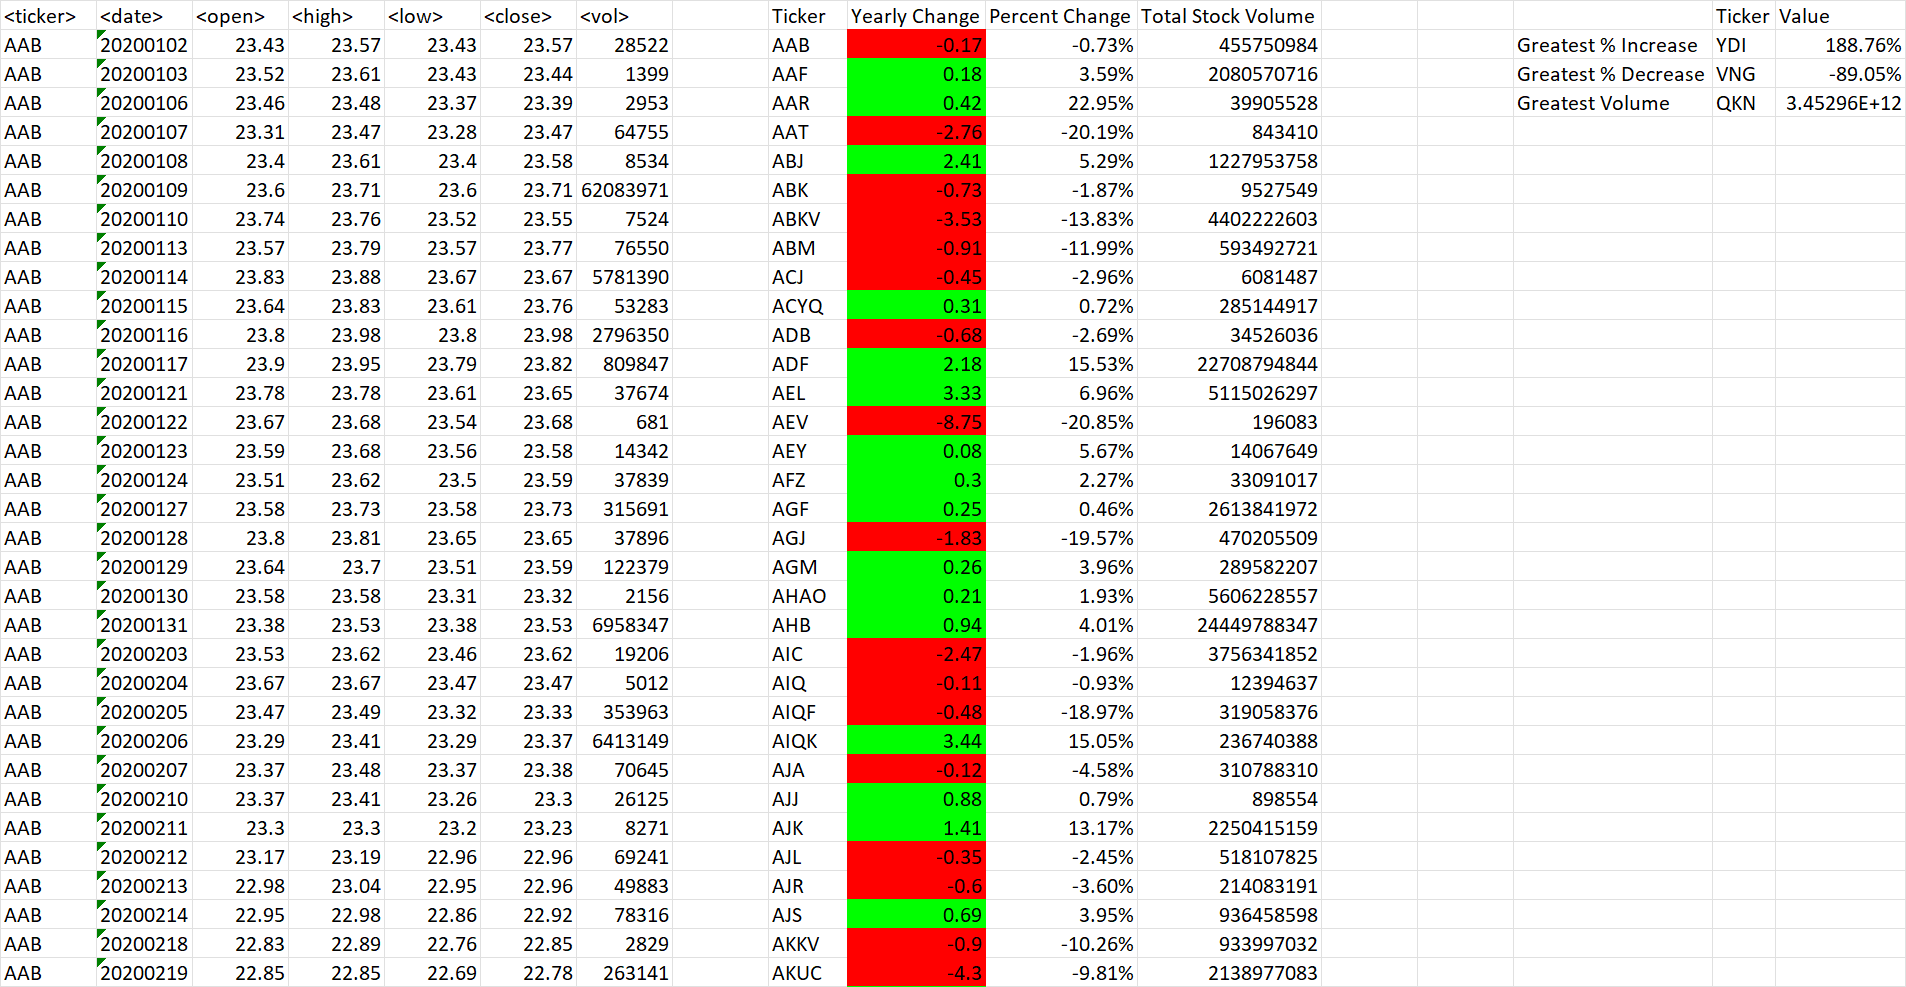 <ticker> <date> <open> <high> <low> <close> <vol> Ticker Yearly Change Percent Change Total Stock Volume Ticker Value
AAB 20200102 23.43 23.57 23.43 23.57 28522 AAB -0.17 -0.73% 455750984 Greatest % Increase YDI 188.76%
AAB 20200103 23.52 23.61 23.43 23.44 1399 AAF 0.18 3.59% 2080570716 Greatest % Decrease VNG -89.05%
AAB 20200106 23.46 23.48 23.37 23.39 2953 AAR 0.42 22.95% 39905528 Greatest Volume QKN 3.45296E+12
AAB 20200107 23.31 23.47 23.28 23.47 64755 AAT -2.76 -20.19% 843410
AAB 20200108 23.4 23.61 23.4 23.58 8534 ABJ 2.41 5.29% 1227953758
AAB 20200109 23.6 23.71 23.6 23.71 62083971 ABK -0.73 -1.87% 9527549
AAB 20200110 23.74 23.76 23.52 23.55 7524 ABKV -3.53 -13.83% 4402222603
AAB 20200113 23.57 23.79 23.57 23.77 76550 ABM -0.91 -11.99% 593492721
AAB 20200114 23.83 23.88 23.67 23.67 5781390 ACJ -0.45 -2.96% 6081487
AAB 20200115 23.64 23.83 23.61 23.76 53283 ACYQ 0.31 0.72% 285144917
AAB 20200116 23.8 23.98 23.8 23.98 2796350 ADB -0.68 -2.69% 34526036
AAB 20200117 23.9 23.95 23.79 23.82 809847 ADF 2.18 15.53% 22708794844
AAB 20200121 23.78 23.78 23.61 23.65 37674 AEL 3.33 6.96% 5115026297
AAB 20200122 23.67 23.68 23.54 23.68 681 AEV -8.75 -20.85% 196083
AAB 20200123 23.59 23.68 23.56 23.58 14342 AEY 0.08 5.67% 14067649
AAB 20200124 23.51 23.62 23.5 23.59 37839 AFZ 0.3 2.27% 33091017
AAB 20200127 23.58 23.73 23.58 23.73 315691 AGF 0.25 0.46% 2613841972
AAB 20200128 23.8 23.81 23.65 23.65 37896 AGJ -1.83 -19.57% 470205509
AAB 20200129 23.64 23.7 23.51 23.59 122379 AGM 0.26 3.96% 289582207
AAB 20200130 23.58 23.58 23.31 23.32 2156 AHAO 0.21 1.93% 5606228557
AAB 20200131 23.38 23.53 23.38 23.53 6958347 AHB 0.94 4.01% 24449788347
AAB 20200203 23.53 23.62 23.46 23.62 19206 AIC -2.47 -1.96% 3756341852
AAB 20200204 23.67 23.67 23.47 23.47 5012 AIQ -0.11 -0.93% 12394637
AAB 20200205 23.47 23.49 23.32 23.33 353963 AIQF -0.48 -18.97% 319058376
AAB 20200206 23.29 23.41 23.29 23.37 6413149 AIQK 3.44 15.05% 236740388
AAB 20200207 23.37 23.48 23.37 23.38 70645 AJA -0.12 -4.58% 310788310
AAB 20200210 23.37 23.41 23.26 23.3 26125 AJJ 0.88 0.79% 898554
AAB 20200211 23.3 23.3 23.2 23.23 8271 AJK 1.41 13.17% 2250415159
AAB 20200212 23.17 23.19 22.96 22.96 69241 AJL -0.35 -2.45% 518107825
AAB 20200213 22.98 23.04 22.95 22.96 49883 AJR -0.6 -3.60% 214083191
AAB 20200214 22.95 22.98 22.86 22.92 78316 AJS 0.69 3.95% 936458598
AAB 20200218 22.83 22.89 22.76 22.85 2829 AKKV -0.9 -10.26% 933997032
AAB 20200219 22.85 22.85 22.69 22.78 263141 AKUC -4.3 -9.81% 2138977083